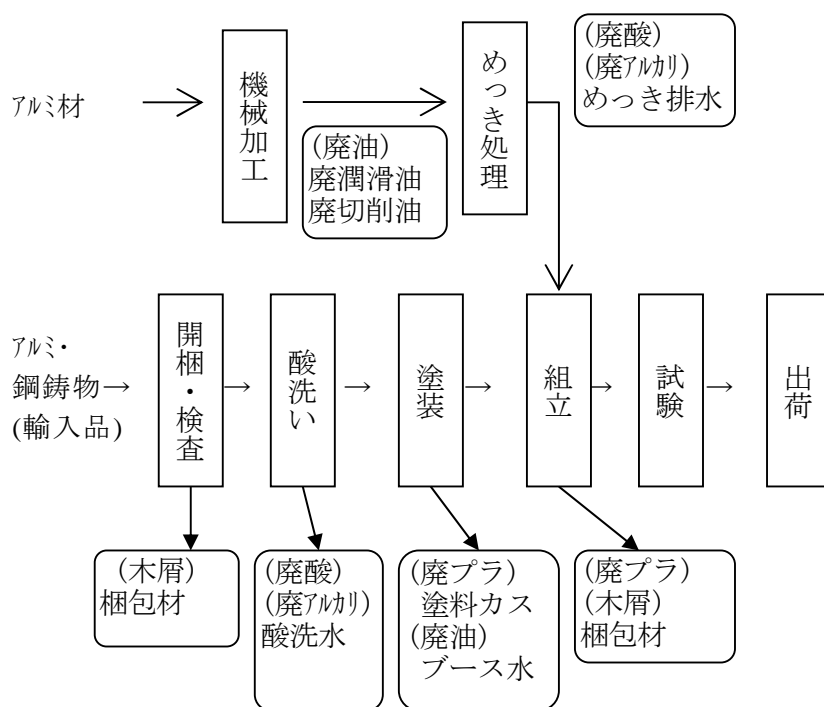 アルミ材
機械加工
(廃油)
廃潤滑油
廃切削油
めっき処理
(廃酸)
(廃アルカリ)
めっき排水
アルミ・
鋼鋳物→
(輸入品)
開梱・検査
→
酸洗い
→
塗装
→
組立
→
試験
→
出荷
(木屑)
梱包材
(廃酸)
(廃アルカリ)
酸洗水
(廃プラ)
塗料カス
(廃油)
ブース水
(廃プラ)
(木屑)
梱包材